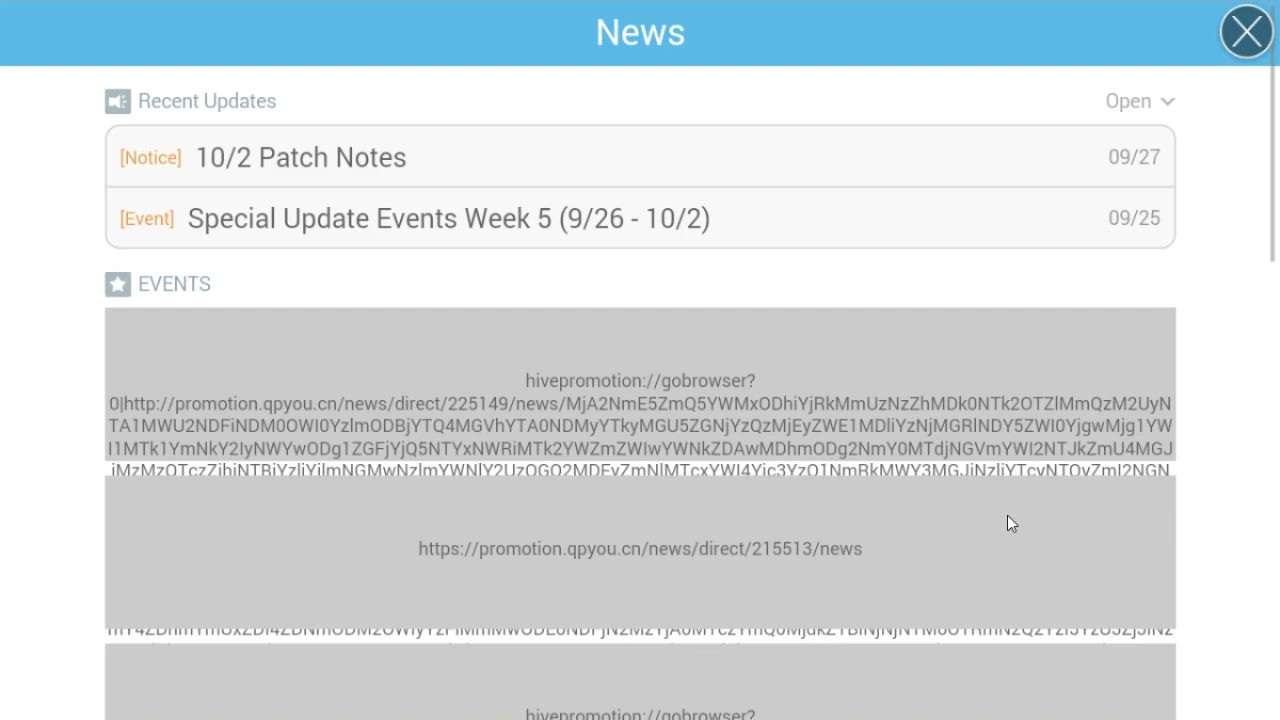 News
Recent Updates
Open
[Notice] 10/2 Patch Notes 09/27
[Event] Special Update Events Week 5 (9/26 - 10/2) 09/25
EVENTS
hivepromotion://gobrowser?
0|http://promotion.qpyou.cn/news/direct/225149/news/MjA2NmE5ZmQ5YWMxODhiYjRkMmUzNzZhMDk0NTk2OTZlMmQzM2UyN
TA1MWU2NDFiNDM0OWI0YzlmODBjYTQ4MGVhYTA0NDMyYTkyMGU5ZGNjYzQzMjEyZWE1MDliYzNjMGRlNDY5ZWI0YjgwMjg1YW
I1MTk1YmNkY2IyNWYwODg1ZGFjYjQ5NTYxNWRiMTk2YWZmZWIwYWNkZDAwMDhmODg2NmY0MTdjNGVmYWI2NTJkZmU4MGJ
https://promotion.qpyou.cn/news/direct/215513/news
hivepromotion://gobrowser?